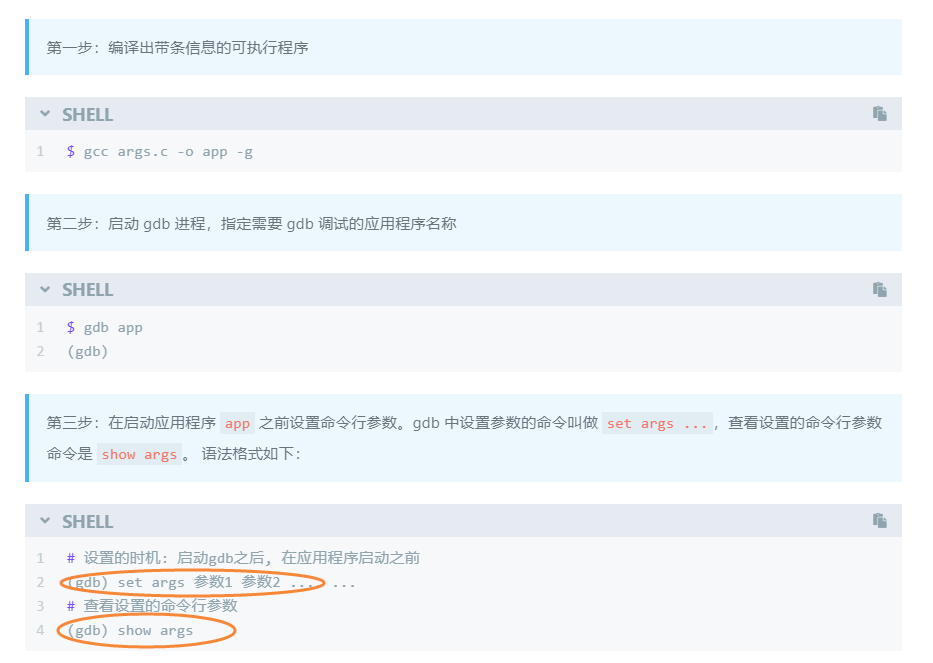 第一步：编译出带条信息的可执行程序
SHELL
1 $ gcc args.c -o app -g
第二步：启动 gdb 进程，指定需要 gdb 调试的应用程序名称
SHELL
1 $ gdb app
2 (gdb)
第三步：在启动应用程序 app 之前设置命令行参数。gdb 中设置参数的命令叫做 set args ...，查看设置的命令行参数
命令是 show args 。 语法格式如下：
SHELL
1 # 设置的时机: 启动gdb之后, 在应用程序启动之前
2 (gdb) set args 参数1 参数2 .... ...
3 # 查看设置的命令行参数
4 (gdb) show args